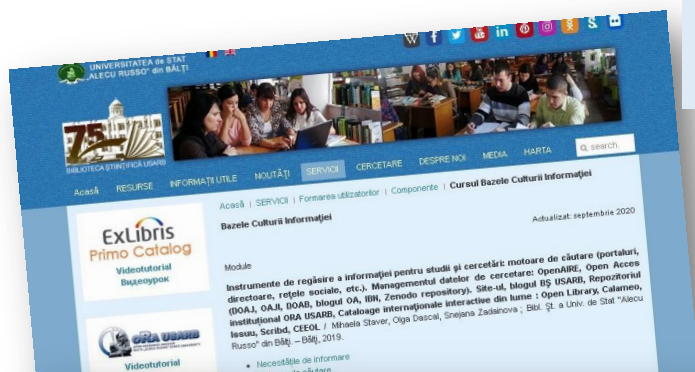 UNIVERSITATEA de STAT
"ALECU RUSSO" din BĂLŢI
75
BIBLIOTECA ŞTIINŢIFICĂ USARB
Acasă RESURSE INFORMAŢII UTILE NOUTĂŢI SERVICII CERCETARE DESPRE NOI MEDIA HARTA
search.
Acasă | SERVICII | Formarea utilizatorilor | Componente | Cursul Bazele Culturii Informaţiei
Bazele Culturii Informaţiei
Actualizat: septembrie 2020
ExLibris
Primo Catalog
Videotutorial
Видеоурок
Module
Instrumente de regăsire a informaţiei pentru studii şi cercetări: motoare de căutare (portaluri,
directoare, reţele sociale, etc.). Managementul datelor de cercetare: OpenAIRE, Open Acces
(DOAJ, OAJI, DOAB, blogul OA, IBN, Zenodo repository). Site-ul, blogul BŞ USARB, Repozitoriul
instituţional ORA USARB, Cataloage internaţionale interactive din lume : Open Library, Calameo,
Issuu, Scribd, CEEOL / Mihaela Staver, Olga Dascal, Snejana Zadainova ; Bibl. Şt. a Univ. de Stat "Alecu
Russo" din Bălţi. – Bălţi, 2019.
ORA USARB
Videotutorial
Necesităţile de informare
căutare